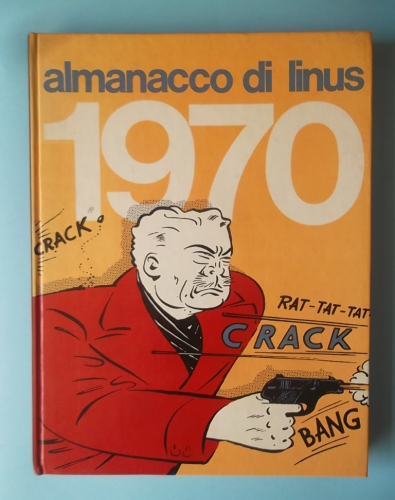 almanacco di linus
1970
CRACK
RAT-TAT-TAT-
CRACK
BANG